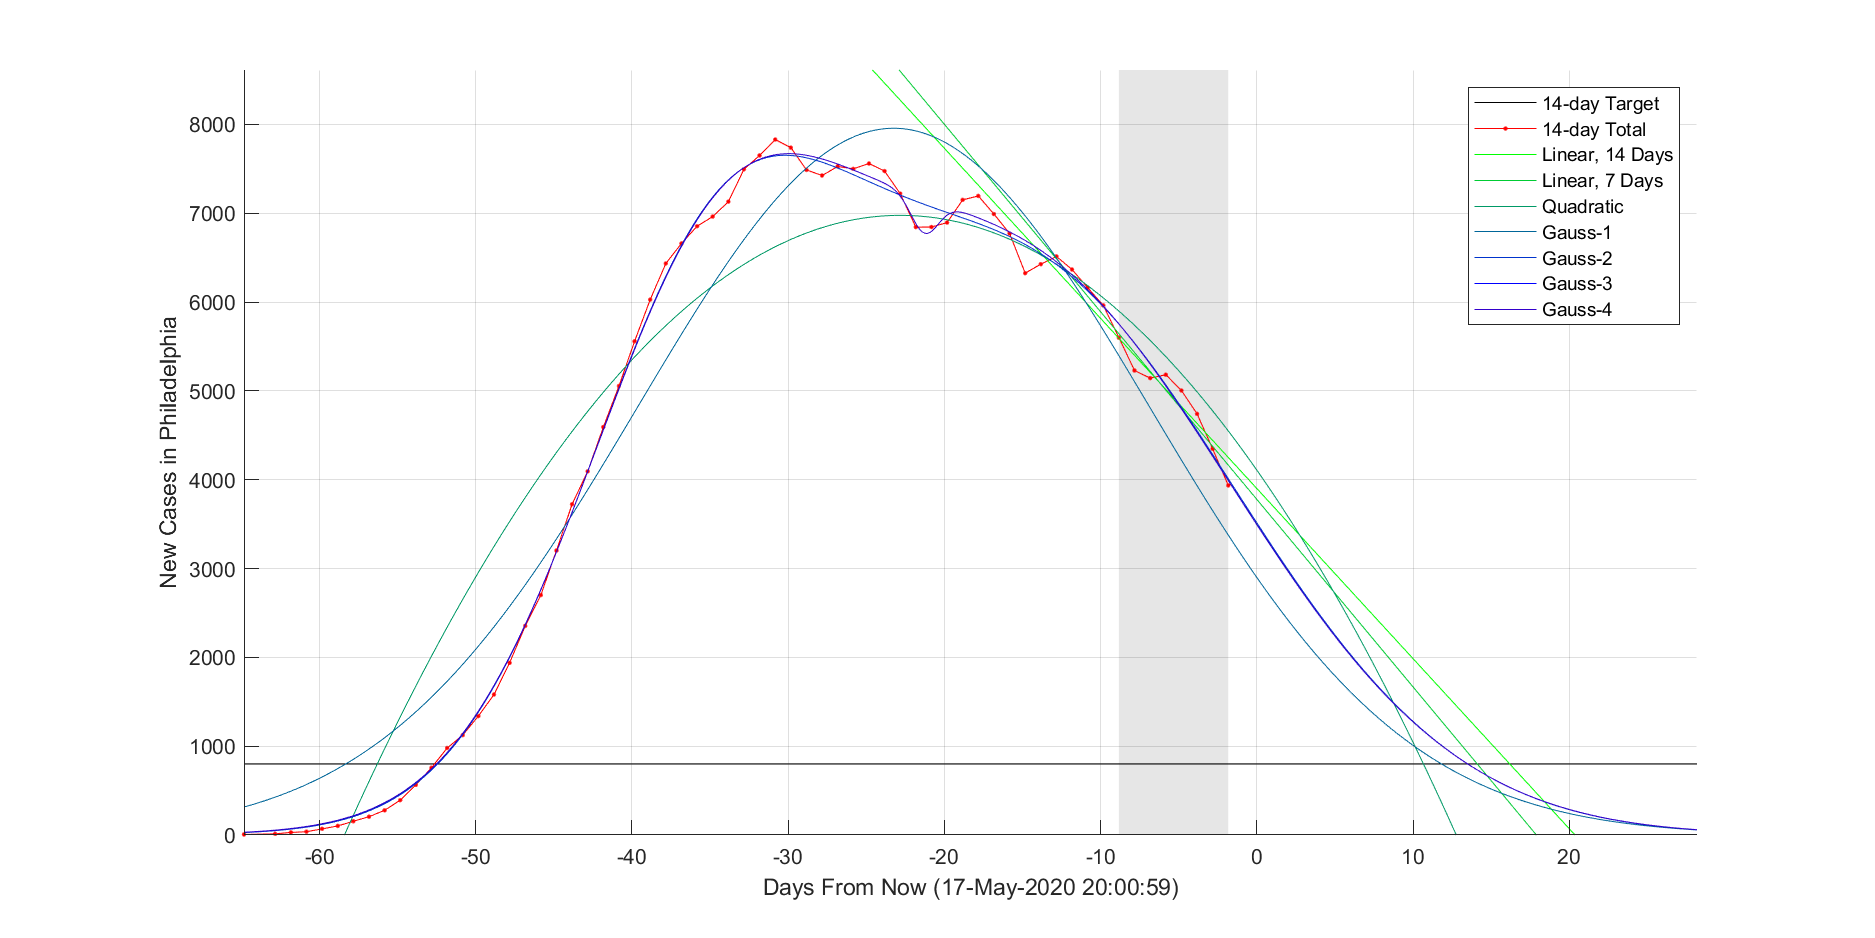 8000
7000
6000
5000
4000
3000
2000
1000
0
New Cases in Philadelphia
-60 -50 -40 -30 -20 -10 0 10 20
Days From Now (17-May-2020 20:00:59)
14-day Target
14-day Total
Linear, 14 Days
Linear, 7 Days
Quadratic
Gauss-1
Gauss-2
Gauss-3
Gauss-4